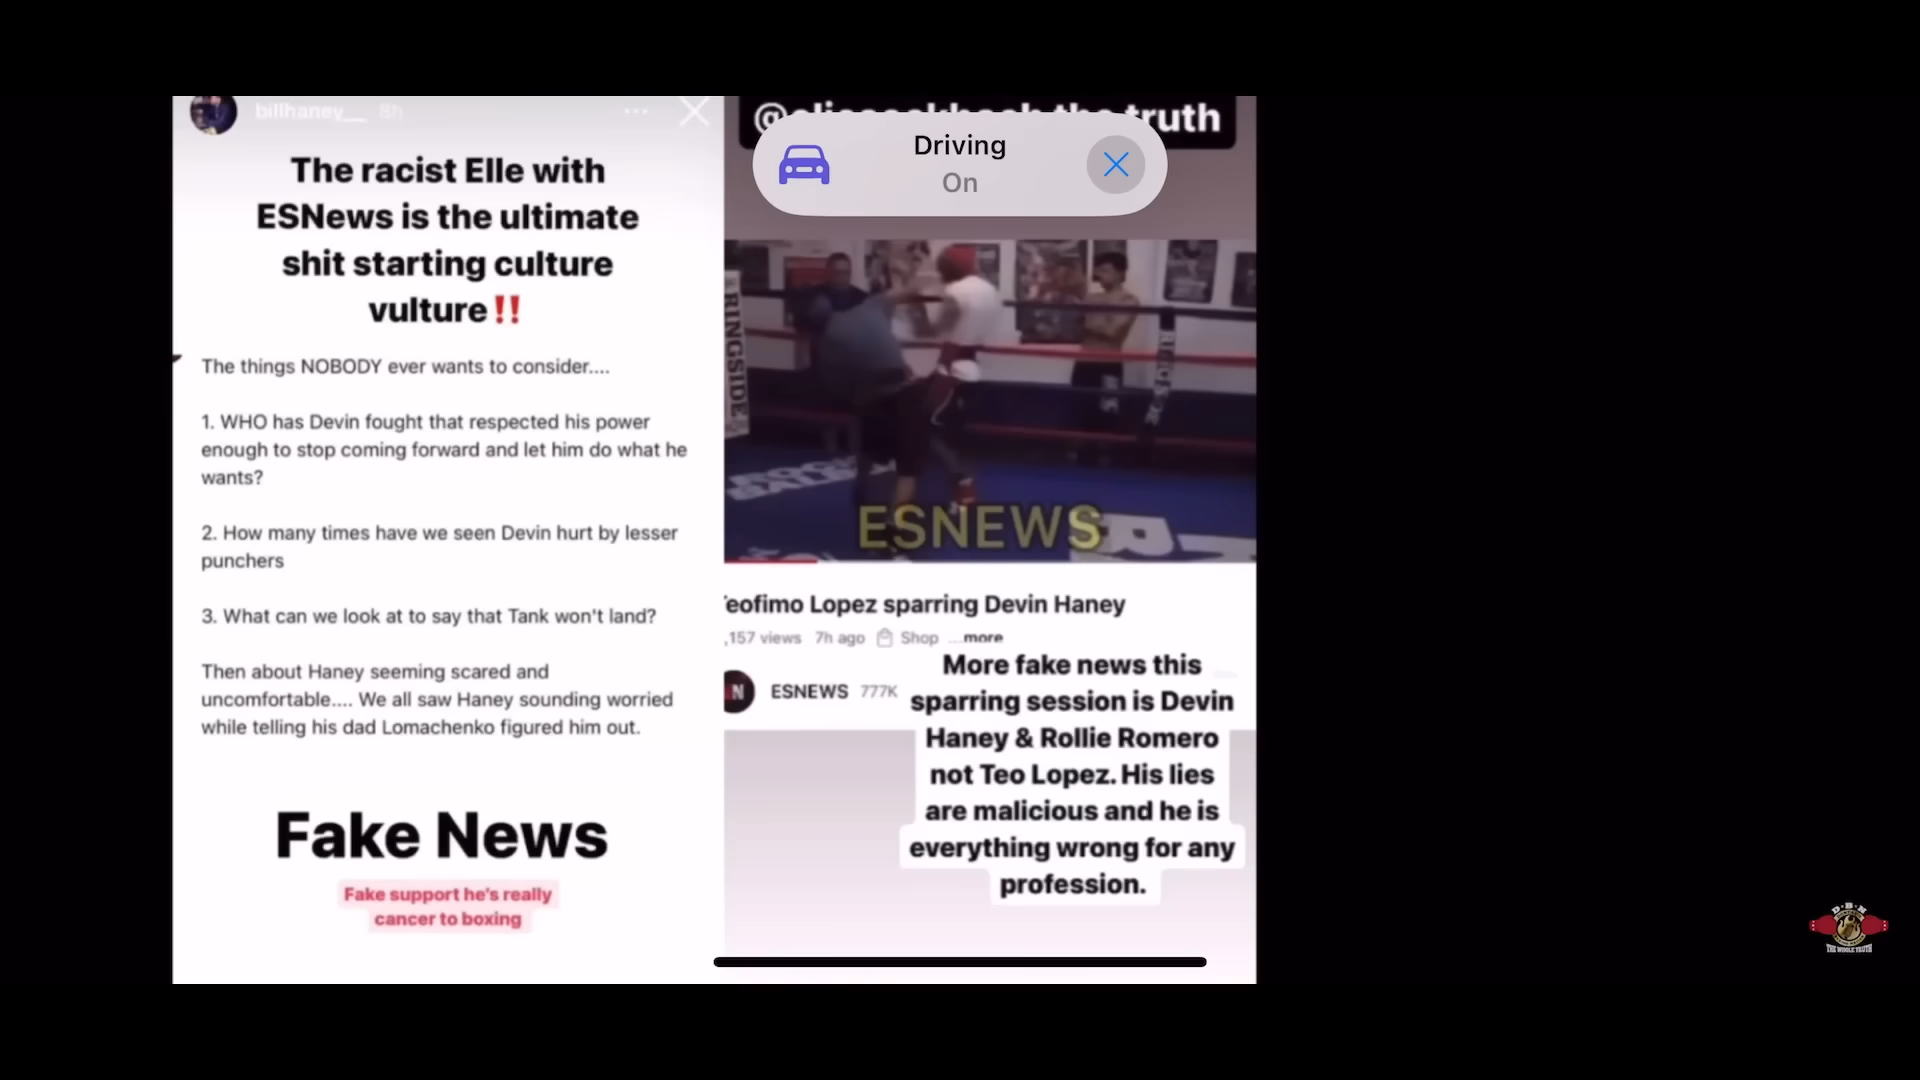 billhaney__ 8h
The racist Elle with
ESNews is the ultimate
shit starting culture
vulture‼
The things NOBODY ever wants to consider....
1. WHO has Devin fought that respected his power
enough to stop coming forward and let him do what he
wants?
2. How many times have we seen Devin hurt by lesser
punchers
3. What can we look at to say that Tank won't land?
Then about Haney seeming scared and
uncomfortable.... We all saw Haney sounding worried
while telling his dad Lomachenko figured him out.
Fake News
Fake support he's really
cancer to boxing
truth
Driving
On
RINGSIDE
ESNEWS
eofimo Lopez sparring Devin Haney
,157 views 7h ago Shop ...more
N ESNEWS 777K
More fake news this
sparring session is Devin
Haney & Rollie Romero
not Teo Lopez. His lies
are malicious and he is
everything wrong for any
profession.
THE WHOLE TRUTH